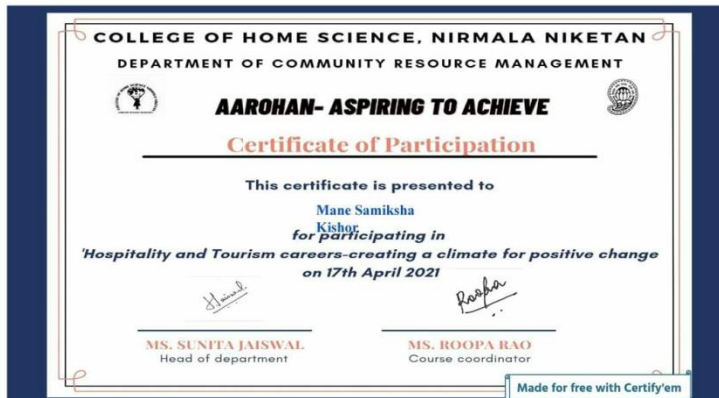 COLLEGE OF HOME SCIENCE, NIRMALA NIKETAN
DEPARTMENT OF COMMUNITY RESOURCE MANAGEMENT
AAROHAN- ASPIRING TO ACHIEVE
Certificate of Participation
This certificate is presented to
Mane Samiksha
Kishor
for participating in
'Hospitality and Tourism careers-creating a climate for positive change
on 17th April 2021
Roopa
MS. SUNITA JAISWAL
MS. ROOPA RAO
Head of department
Course coordinator
Made for free with Certify'em